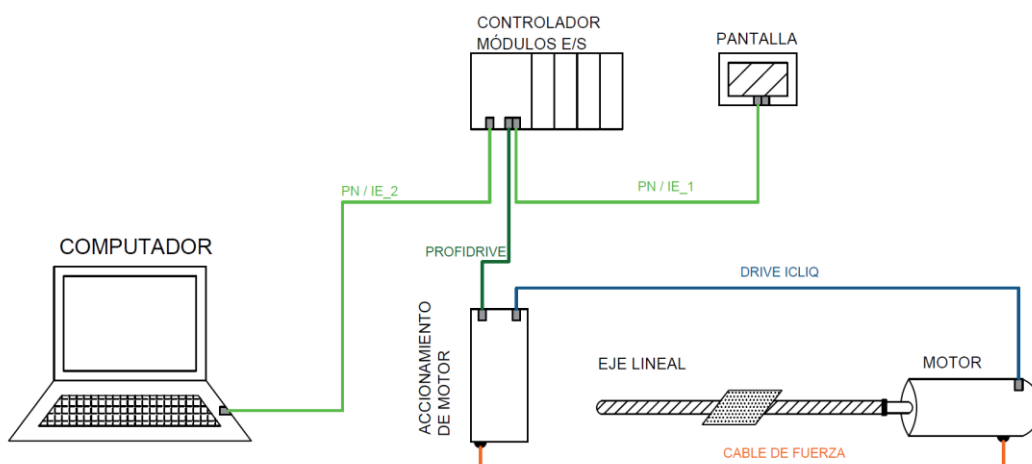 CONTROLADOR
MÓDULOS E/S
PANTALLA
PN / IE_2
PN / IE_1
COMPUTADOR
PROFIDRIVE
DRIVE ICLIQ
ACCIONAMIENTO
DE MOTOR
EJE LINEAL
MOTOR
CABLE DE FUERZA